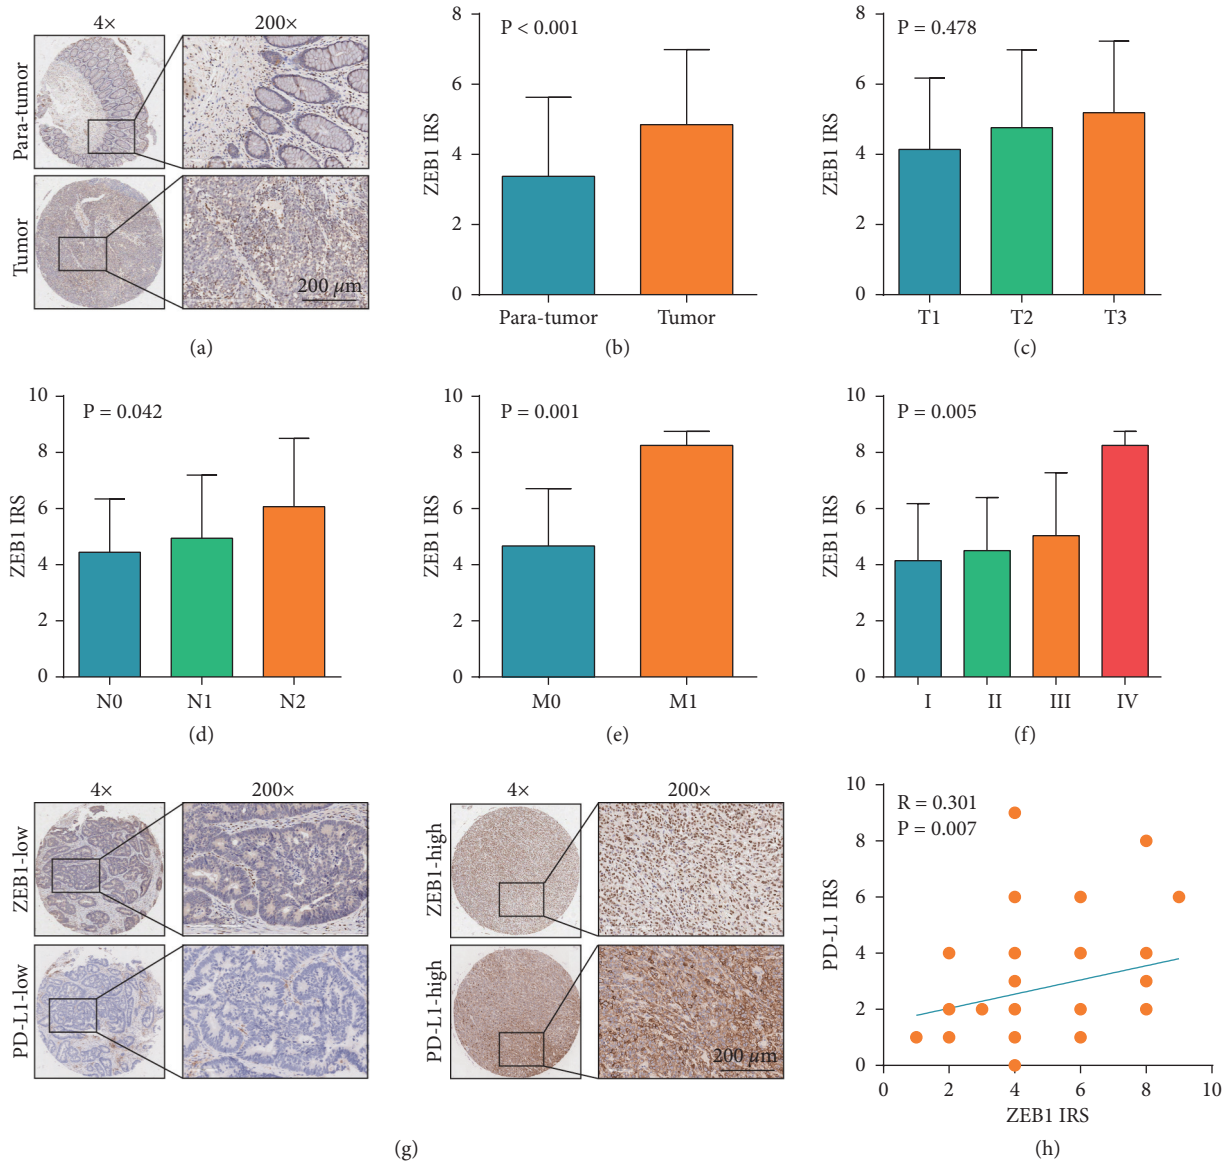 4×
200×
Para-tumor
Tumor
200 µm
(a)
8
6
4
2
0
ZEB1 IRS
P < 0.001
Para-tumor
Tumor
(b)
8
6
4
2
0
ZEB1 IRS
P = 0.478
T1
T2
T3
(c)
10
8
6
4
2
0
ZEB1 IRS
P = 0.042
N0
N1
N2
(d)
10
8
6
4
2
0
ZEB1 IRS
P = 0.001
M0
M1
(e)
10
8
6
4
2
0
ZEB1 IRS
P = 0.005
I
II
III
IV
(f)
4×
200×
ZEB1-low
PD-L1-low
4×
200×
ZEB1-high
PD-L1-high
200 µm
(g)
10
8
6
4
2
0
PD-L1 IRS
R = 0.301
P = 0.007
0
2
4
6
8
10
ZEB1 IRS
(h)